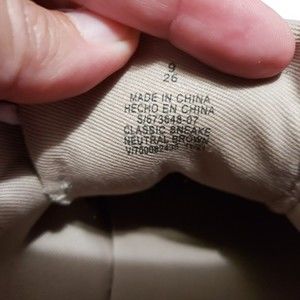 9
26
MADE IN CHINA
HECHO EN CHINA
S/673648-07
CLASSIC SNEAKE
NEUTRAL BROWN